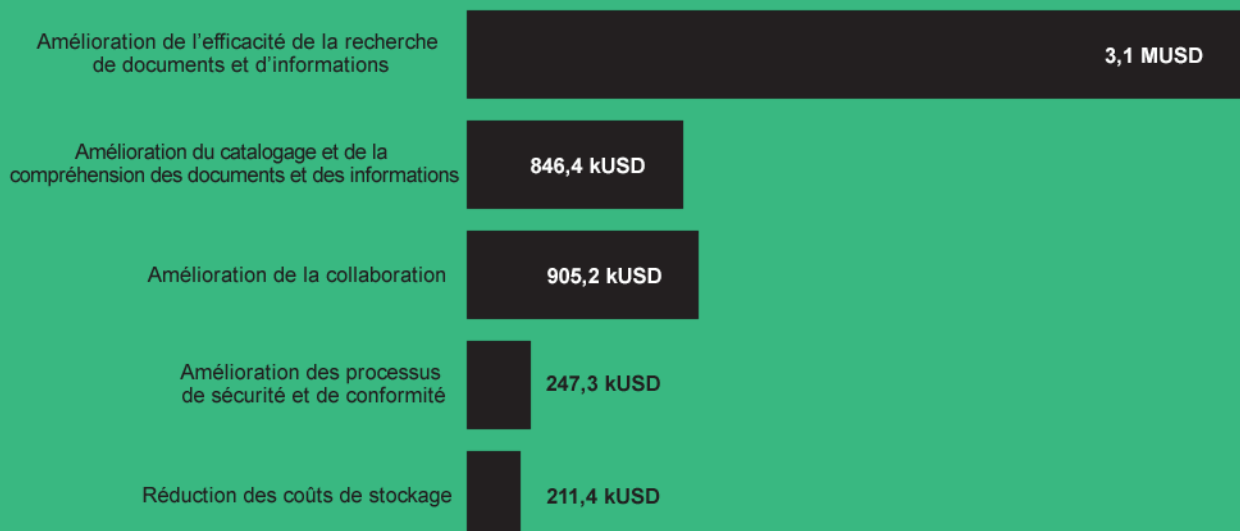 Amélioration de l’efficacité de la recherche
de documents et d’informations
3,1 MUSD
Amélioration du catalogage et de la
compréhension des documents et des informations
846,4 kUSD
Amélioration de la collaboration
905,2 kUSD
Amélioration des processus
de sécurité et de conformité
247,3 kUSD
Réduction des coûts de stockage
211,4 kUSD